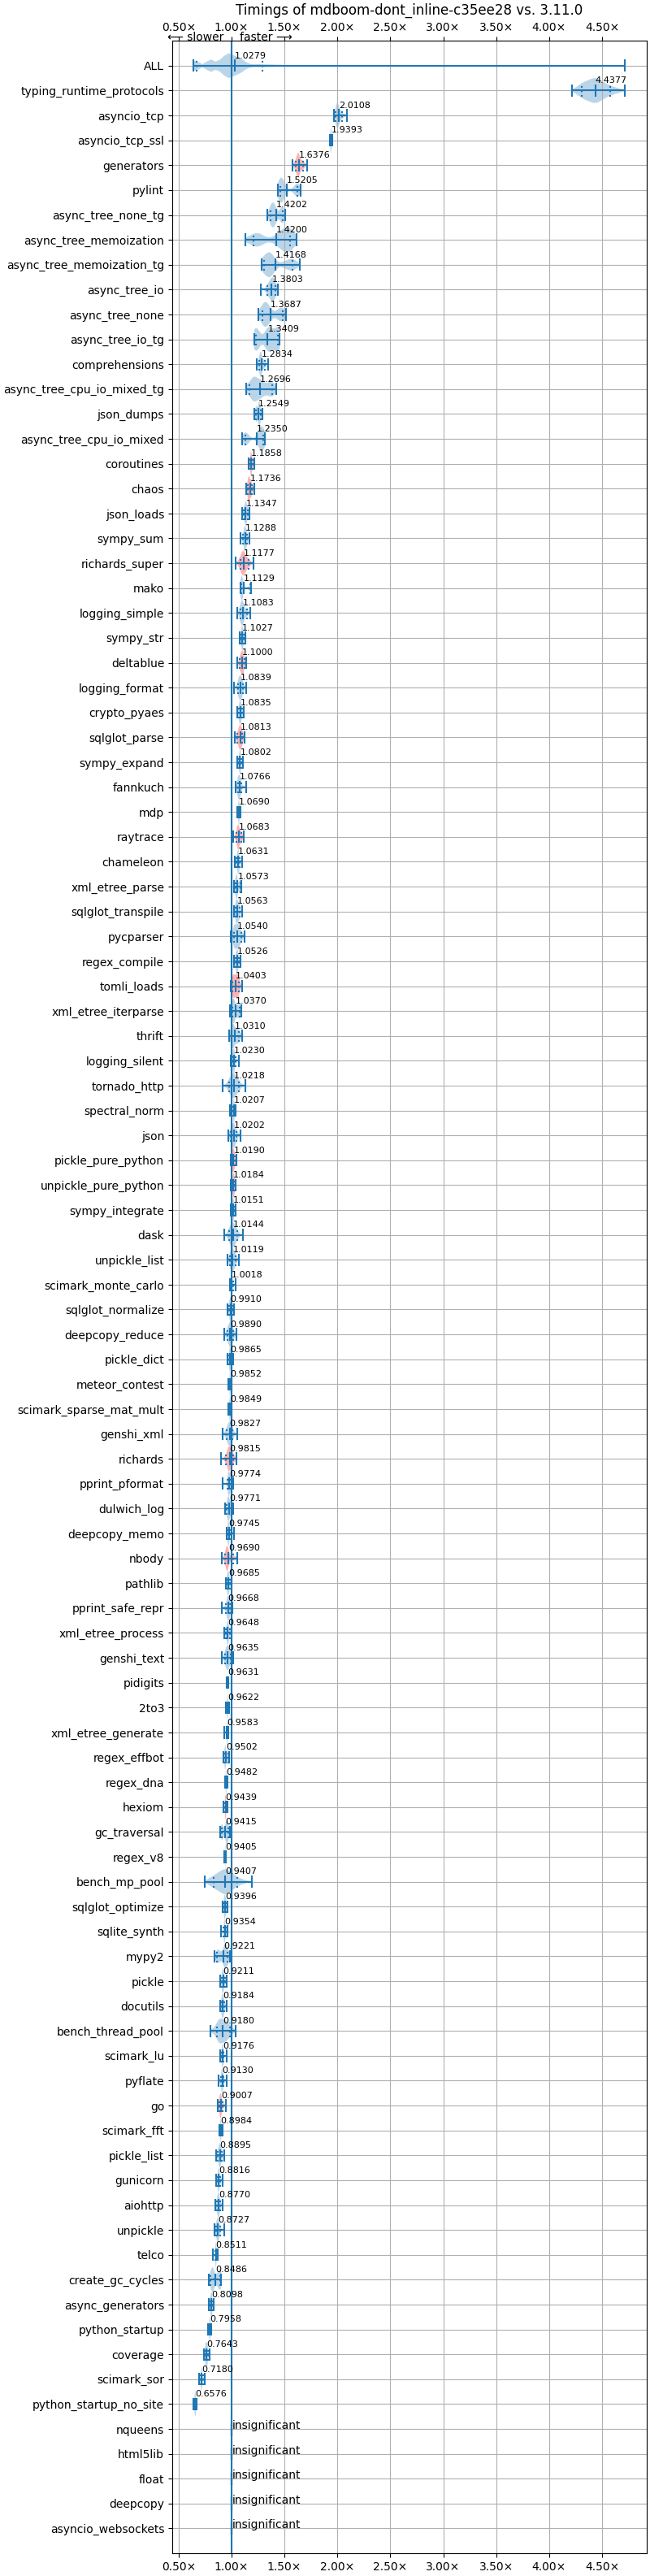 Timings of mdboom-dont_inline-c35ee28 vs. 3.11.0
0.50× 1.00× 1.50× 2.00× 2.50× 3.00× 3.50× 4.00× 4.50×
⟵ slower faster ⟶
ALL 1.0279
typing_runtime_protocols 4.4377
asyncio_tcp 2.0108
asyncio_tcp_ssl 1.9393
generators 1.6376
pylint 1.5205
async_tree_none_tg 1.4202
async_tree_memoization 1.4200
async_tree_memoization_tg 1.4168
async_tree_io 1.3803
async_tree_none 1.3687
async_tree_io_tg 1.3409
comprehensions 1.2834
async_tree_cpu_io_mixed_tg 1.2696
json_dumps 1.2549
async_tree_cpu_io_mixed 1.2350
coroutines 1.1858
chaos 1.1736
json_loads 1.1347
sympy_sum 1.1288
richards_super 1.1177
mako 1.1129
logging_simple 1.1083
sympy_str 1.1027
deltablue 1.1000
logging_format 1.0839
crypto_pyaes 1.0835
sqlglot_parse 1.0813
sympy_expand 1.0802
fannkuch 1.0766
mdp 1.0690
raytrace 1.0683
chameleon 1.0631
xml_etree_parse 1.0573
sqlglot_transpile 1.0563
pycparser 1.0540
regex_compile 1.0526
tomli_loads 1.0403
xml_etree_iterparse 1.0370
thrift 1.0310
logging_silent 1.0230
tornado_http 1.0218
spectral_norm 1.0207
json 1.0202
pickle_pure_python 1.0190
unpickle_pure_python 1.0184
sympy_integrate 1.0151
dask 1.0144
unpickle_list 1.0119
scimark_monte_carlo 1.0018
sqlglot_normalize 0.9910
deepcopy_reduce 0.9890
pickle_dict 0.9865
meteor_contest 0.9852
scimark_sparse_mat_mult 0.9849
genshi_xml 0.9827
richards 0.9815
pprint_pformat 0.9774
dulwich_log 0.9771
deepcopy_memo 0.9745
nbody 0.9690
pathlib 0.9685
pprint_safe_repr 0.9668
xml_etree_process 0.9648
genshi_text 0.9635
pidigits 0.9631
2to3 0.9622
xml_etree_generate 0.9583
regex_effbot 0.9502
regex_dna 0.9482
hexiom 0.9439
gc_traversal 0.9415
regex_v8 0.9405
bench_mp_pool 0.9407
sqlglot_optimize 0.9396
sqlite_synth 0.9354
mypy2 0.9221
pickle 0.9211
docutils 0.9184
bench_thread_pool 0.9180
scimark_lu 0.9176
pyflate 0.9130
go 0.9007
scimark_fft 0.8984
pickle_list 0.8895
gunicorn 0.8816
aiohttp 0.8770
unpickle 0.8727
telco 0.8511
create_gc_cycles 0.8486
async_generators 0.8098
python_startup 0.7958
coverage 0.7643
scimark_sor 0.7180
python_startup_no_site 0.6576
nqueens insignificant
html5lib insignificant
float insignificant
deepcopy insignificant
asyncio_websockets insignificant
0.50× 1.00× 1.50× 2.00× 2.50× 3.00× 3.50× 4.00× 4.50×